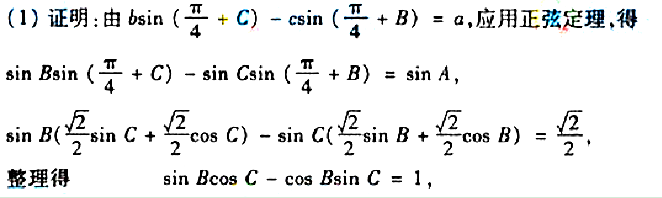 (1) 证明:由 bsin (π/4 + C) - csin (π/4 + B) = a,应用正弦定理,得
sin Bsin (π/4 + C) - sin Csin (π/4 + B) = sin A,
sin B(√2/2 sin C + √2/2 cos C) - sin C(√2/2 sin B + √2/2 cos B) = √2/2,
整理得 sin Bcos C - cos Bsin C = 1,